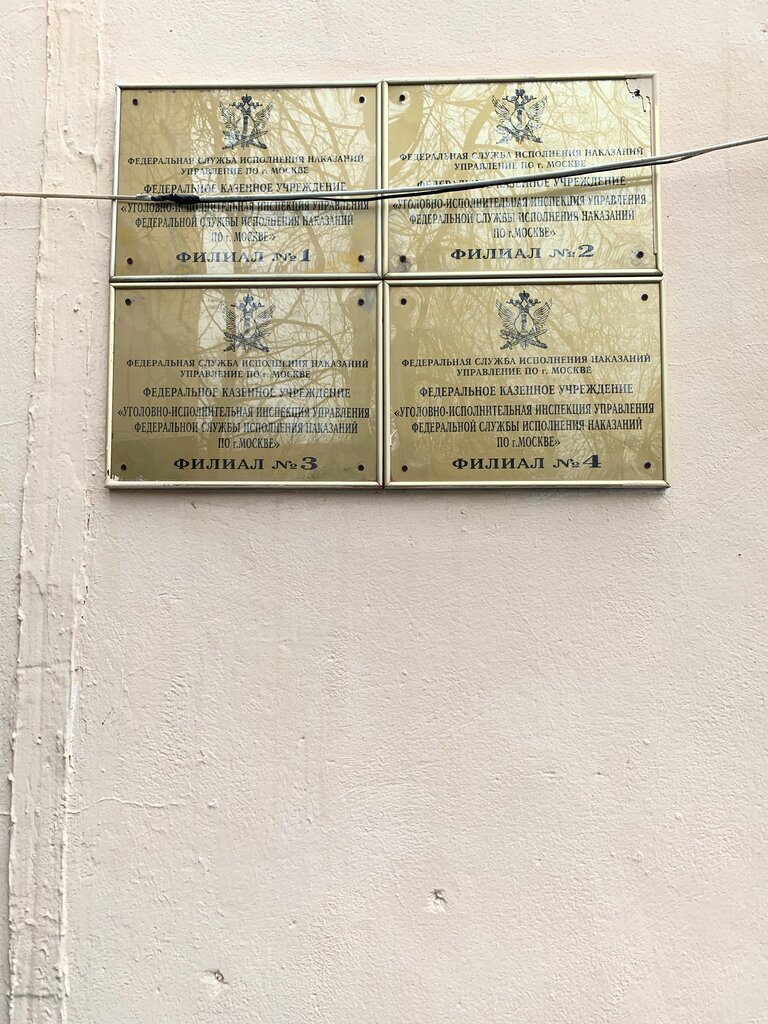 ФЕДЕРАЛЬНАЯ СЛУЖБА ИСПОЛНЕНИЯ НАКАЗАНИЙ
УПРАВЛЕНИЕ ПО г. МОСКВЕ
ФЕДЕРАЛЬНОЕ КАЗЕННОЕ УЧРЕЖДЕНИЕ
«УГОЛОВНО-ИСПОЛНИТЕЛЬНАЯ ИНСПЕКЦИЯ УПРАВЛЕНИЯ
ФЕДЕРАЛЬНОЙ СЛУЖБЫ ИСПОЛНЕНИЯ НАКАЗАНИЙ
ПО г. МОСКВЕ»
ФИЛИАЛ №1
ФЕДЕРАЛЬНАЯ СЛУЖБА ИСПОЛНЕНИЯ НАКАЗАНИЙ
УПРАВЛЕНИЕ ПО г. МОСКВЕ
ФЕДЕРАЛЬНОЕ КАЗЕННОЕ УЧРЕЖДЕНИЕ
«УГОЛОВНО-ИСПОЛНИТЕЛЬНАЯ ИНСПЕКЦИЯ УПРАВЛЕНИЯ
ФЕДЕРАЛЬНОЙ СЛУЖБЫ ИСПОЛНЕНИЯ НАКАЗАНИЙ
ПО г.МОСКВЕ»
ФИЛИАЛ №2
ФЕДЕРАЛЬНАЯ СЛУЖБА ИСПОЛНЕНИЯ НАКАЗАНИЙ
УПРАВЛЕНИЕ ПО г. МОСКВЕ
ФЕДЕРАЛЬНОЕ КАЗЕННОЕ УЧРЕЖДЕНИЕ
«УГОЛОВНО-ИСПОЛНИТЕЛЬНАЯ ИНСПЕКЦИЯ УПРАВЛЕНИЯ
ФЕДЕРАЛЬНОЙ СЛУЖБЫ ИСПОЛНЕНИЯ НАКАЗАНИЙ
ПО г.МОСКВЕ»
ФИЛИАЛ №3
ФЕДЕРАЛЬНАЯ СЛУЖБА ИСПОЛНЕНИЯ НАКАЗАНИЙ
УПРАВЛЕНИЕ ПО г. МОСКВЕ
ФЕДЕРАЛЬНОЕ КАЗЕННОЕ УЧРЕЖДЕНИЕ
«УГОЛОВНО-ИСПОЛНИТЕЛЬНАЯ ИНСПЕКЦИЯ УПРАВЛЕНИЯ
ФЕДЕРАЛЬНОЙ СЛУЖБЫ ИСПОЛНЕНИЯ НАКАЗАНИЙ
ПО г.МОСКВЕ»
ФИЛИАЛ №4